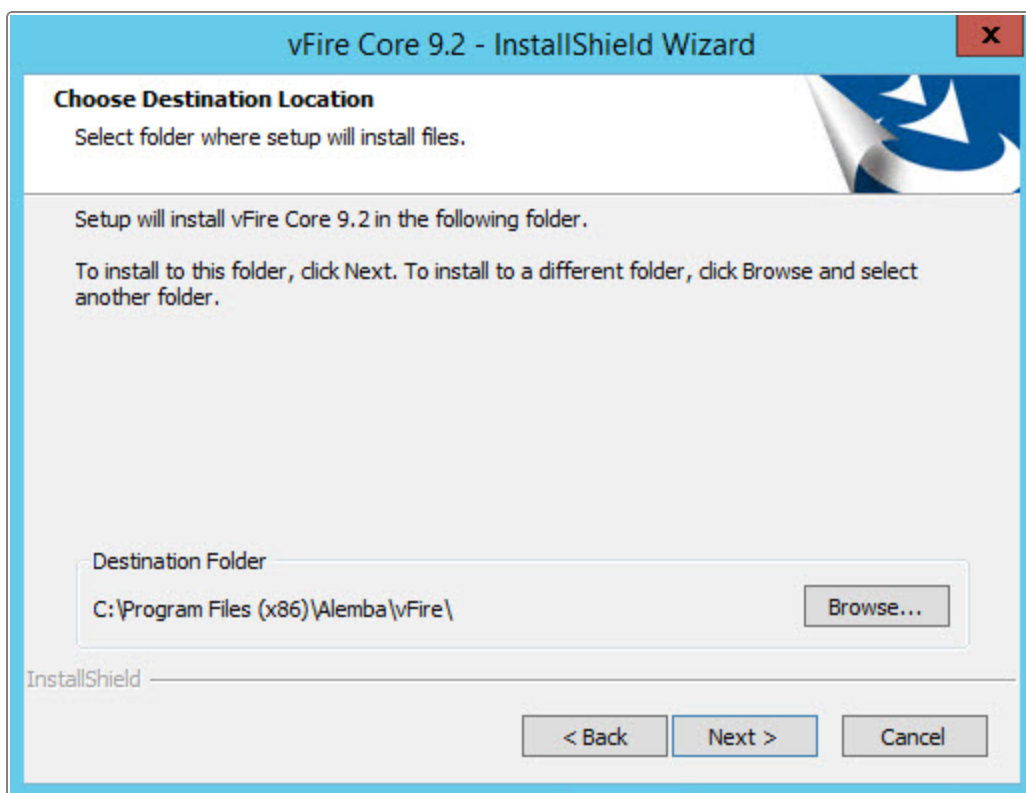 vFire Core 9.2 - InstallShield Wizard
x
Choose Destination Location
Select folder where setup will install files.
Setup will install vFire Core 9.2 in the following folder.
To install to this folder, click Next. To install to a different folder, click Browse and select
another folder.
Destination Folder
C:\Program Files (x86)\Alemba\vFire\
Browse...
InstallShield
< Back
Next >
Cancel